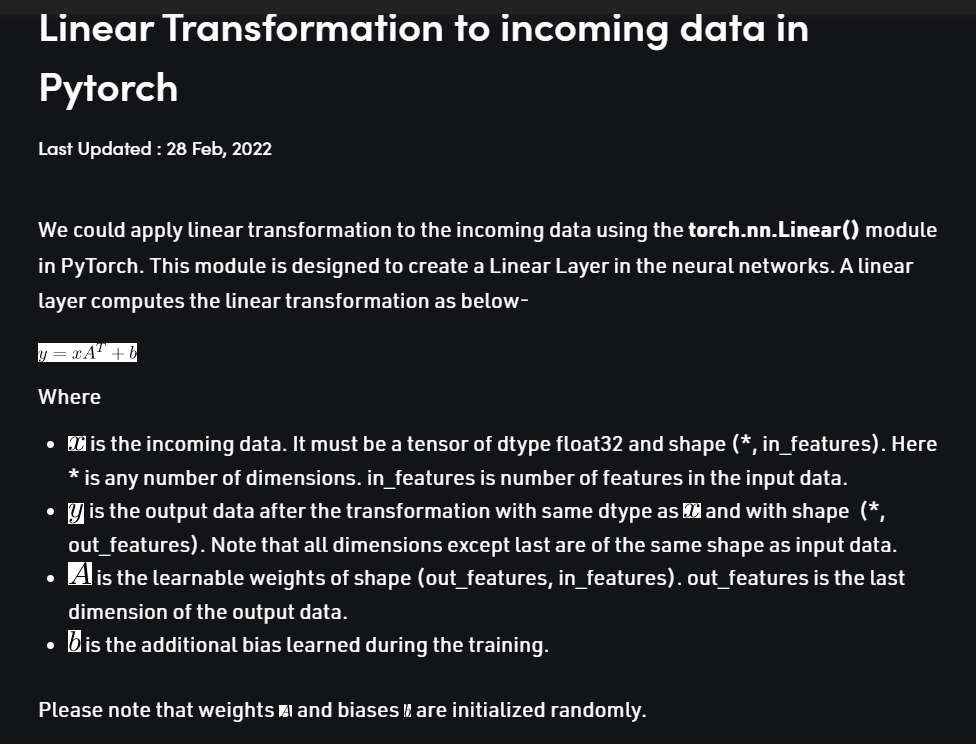 Linear Transformation to incoming data in
Pytorch
Last Updated : 28 Feb, 2022
We could apply linear transformation to the incoming data using the torch.nn.Linear() module
in PyTorch. This module is designed to create a Linear Layer in the neural networks. A linear
layer computes the linear transformation as below-
y = xA^T + b
Where
• x is the incoming data. It must be a tensor of dtype float32 and shape (*, in_features). Here
* is any number of dimensions. in_features is number of features in the input data.
• y is the output data after the transformation with same dtype as x and with shape (*,
out_features). Note that all dimensions except last are of the same shape as input data.
• A is the learnable weights of shape (out_features, in_features). out_features is the last
dimension of the output data.
• b is the additional bias learned during the training.
Please note that weights A and biases b are initialized randomly.